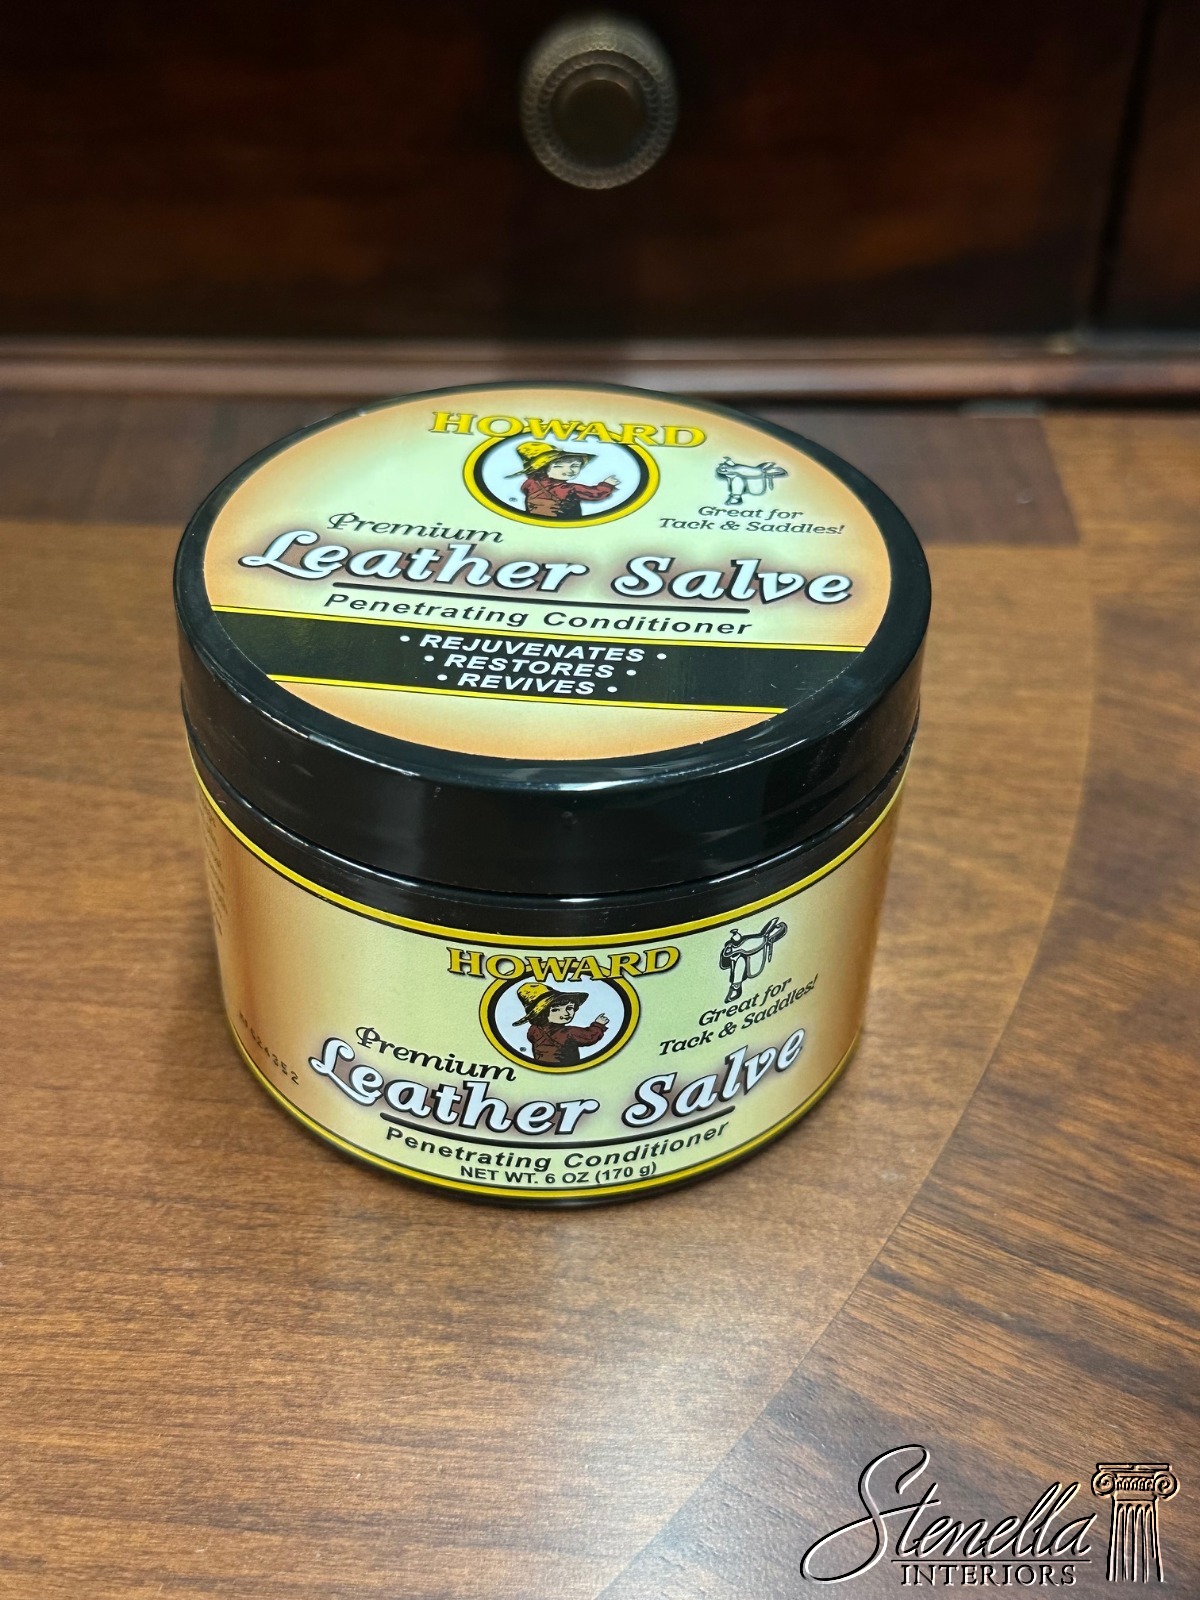 HOWARD
Great for
Tack & Saddles!
Premium
Leather Salve
Penetrating Conditioner
• REJUVENATES •
• RESTORES •
• REVIVES •
HOWARD
Great for
Tack & Saddles!
Premium
Leather Salve
Penetrating Conditioner
NET WT. 6 OZ (170 g)
Stenella
INTERIORS